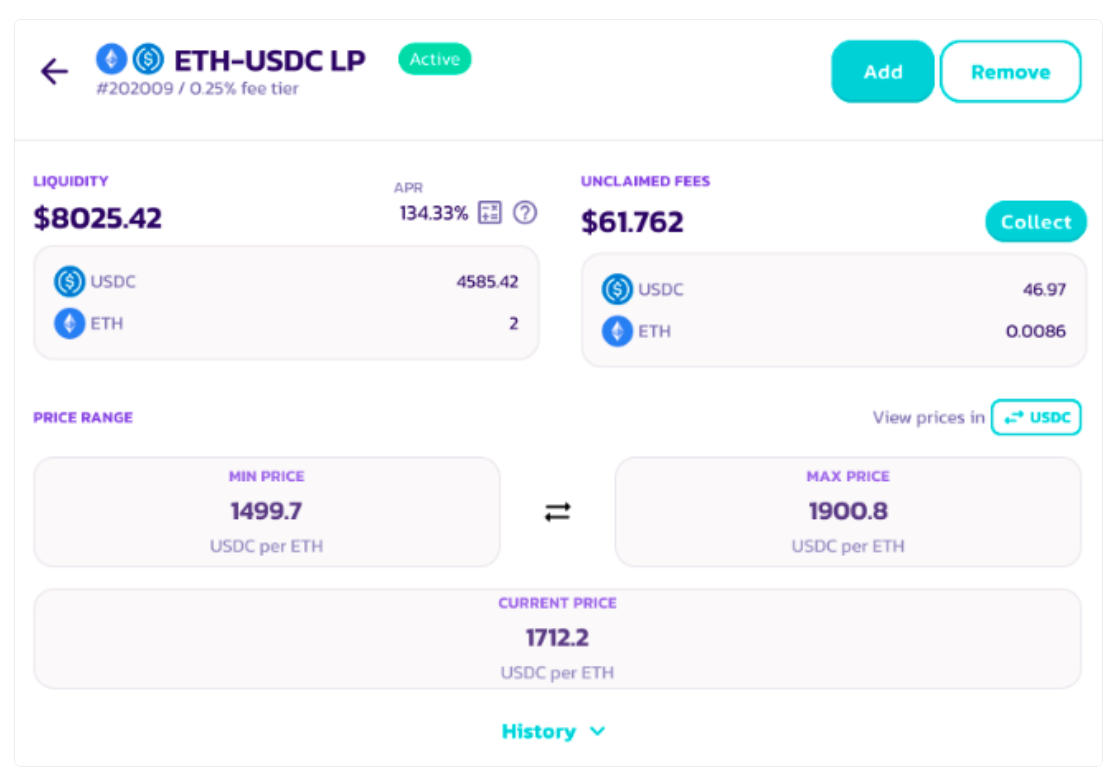 ETH-USDC LP Active
#202009 / 0.25% fee tier
Add Remove
LIQUIDITY
$8025.42
APR
134.33%
USDC 4585.42
ETH 2
UNCLAIMED FEES
$61.762
Collect
USDC 46.97
ETH 0.0086
PRICE RANGE
View prices in USDC
MIN PRICE
1499.7
USDC per ETH
MAX PRICE
1900.8
USDC per ETH
CURRENT PRICE
1712.2
USDC per ETH
History